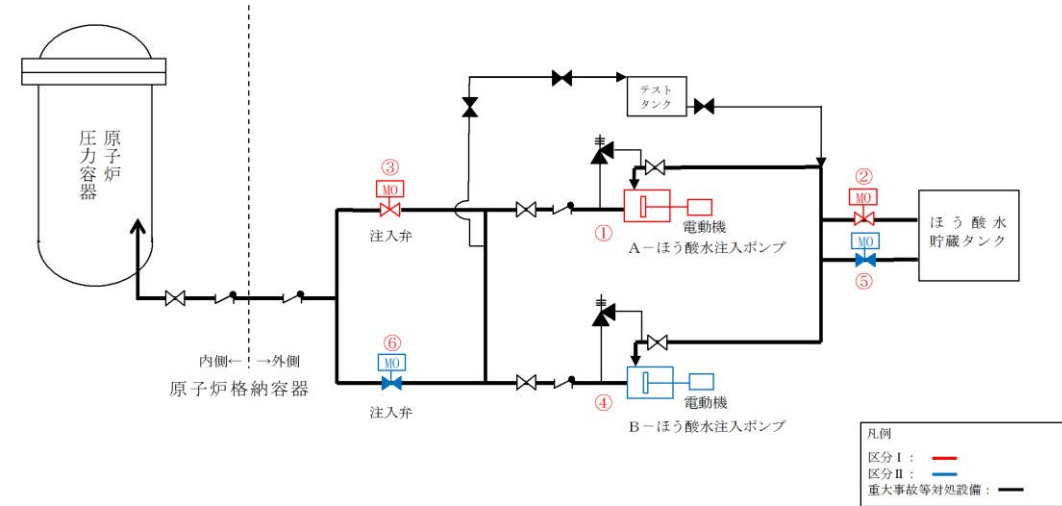 テスト
タンク
原子炉
圧力容器
③
MO
注入弁
①
電動機
A－ほう酸水注入ポンプ
②
MO
MO
⑤
ほう酸水
貯蔵タンク
内側←
→外側
原子炉格納容器
⑥
MO
注入弁
④
電動機
B－ほう酸水注入ポンプ
凡例
区分Ⅰ：
区分Ⅱ：
重大事故等対処設備：